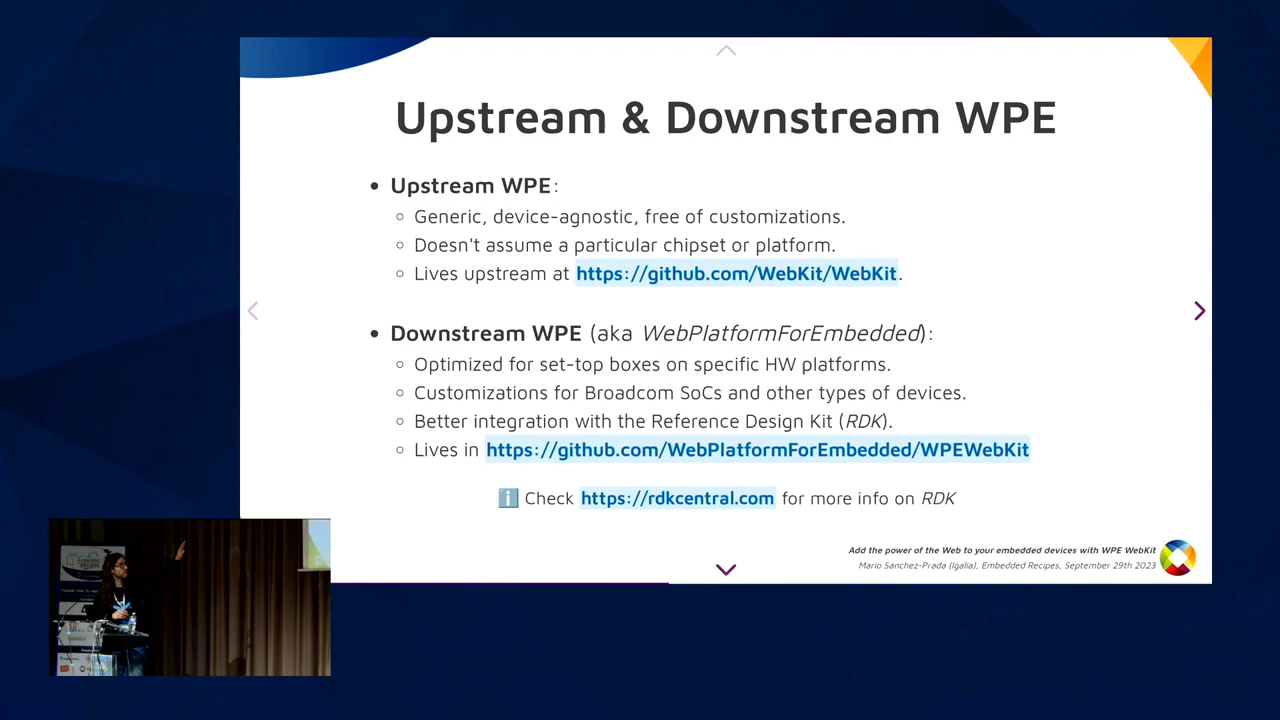 Upstream & Downstream WPE
• Upstream WPE:
◦ Generic, device-agnostic, free of customizations.
◦ Doesn't assume a particular chipset or platform.
◦ Lives upstream at https://github.com/WebKit/WebKit.
• Downstream WPE (aka WebPlatformForEmbedded):
◦ Optimized for set-top boxes on specific HW platforms.
◦ Customizations for Broadcom SoCs and other types of devices.
◦ Better integration with the Reference Design Kit (RDK).
◦ Lives in https://github.com/WebPlatformForEmbedded/WPEWebKit
ℹ️ Check https://rdkcentral.com for more info on RDK
Add the power of the Web to your embedded devices with WPE WebKit
Mario Sánchez-Prada (Igalia), Embedded Recipes, September 29th 2023